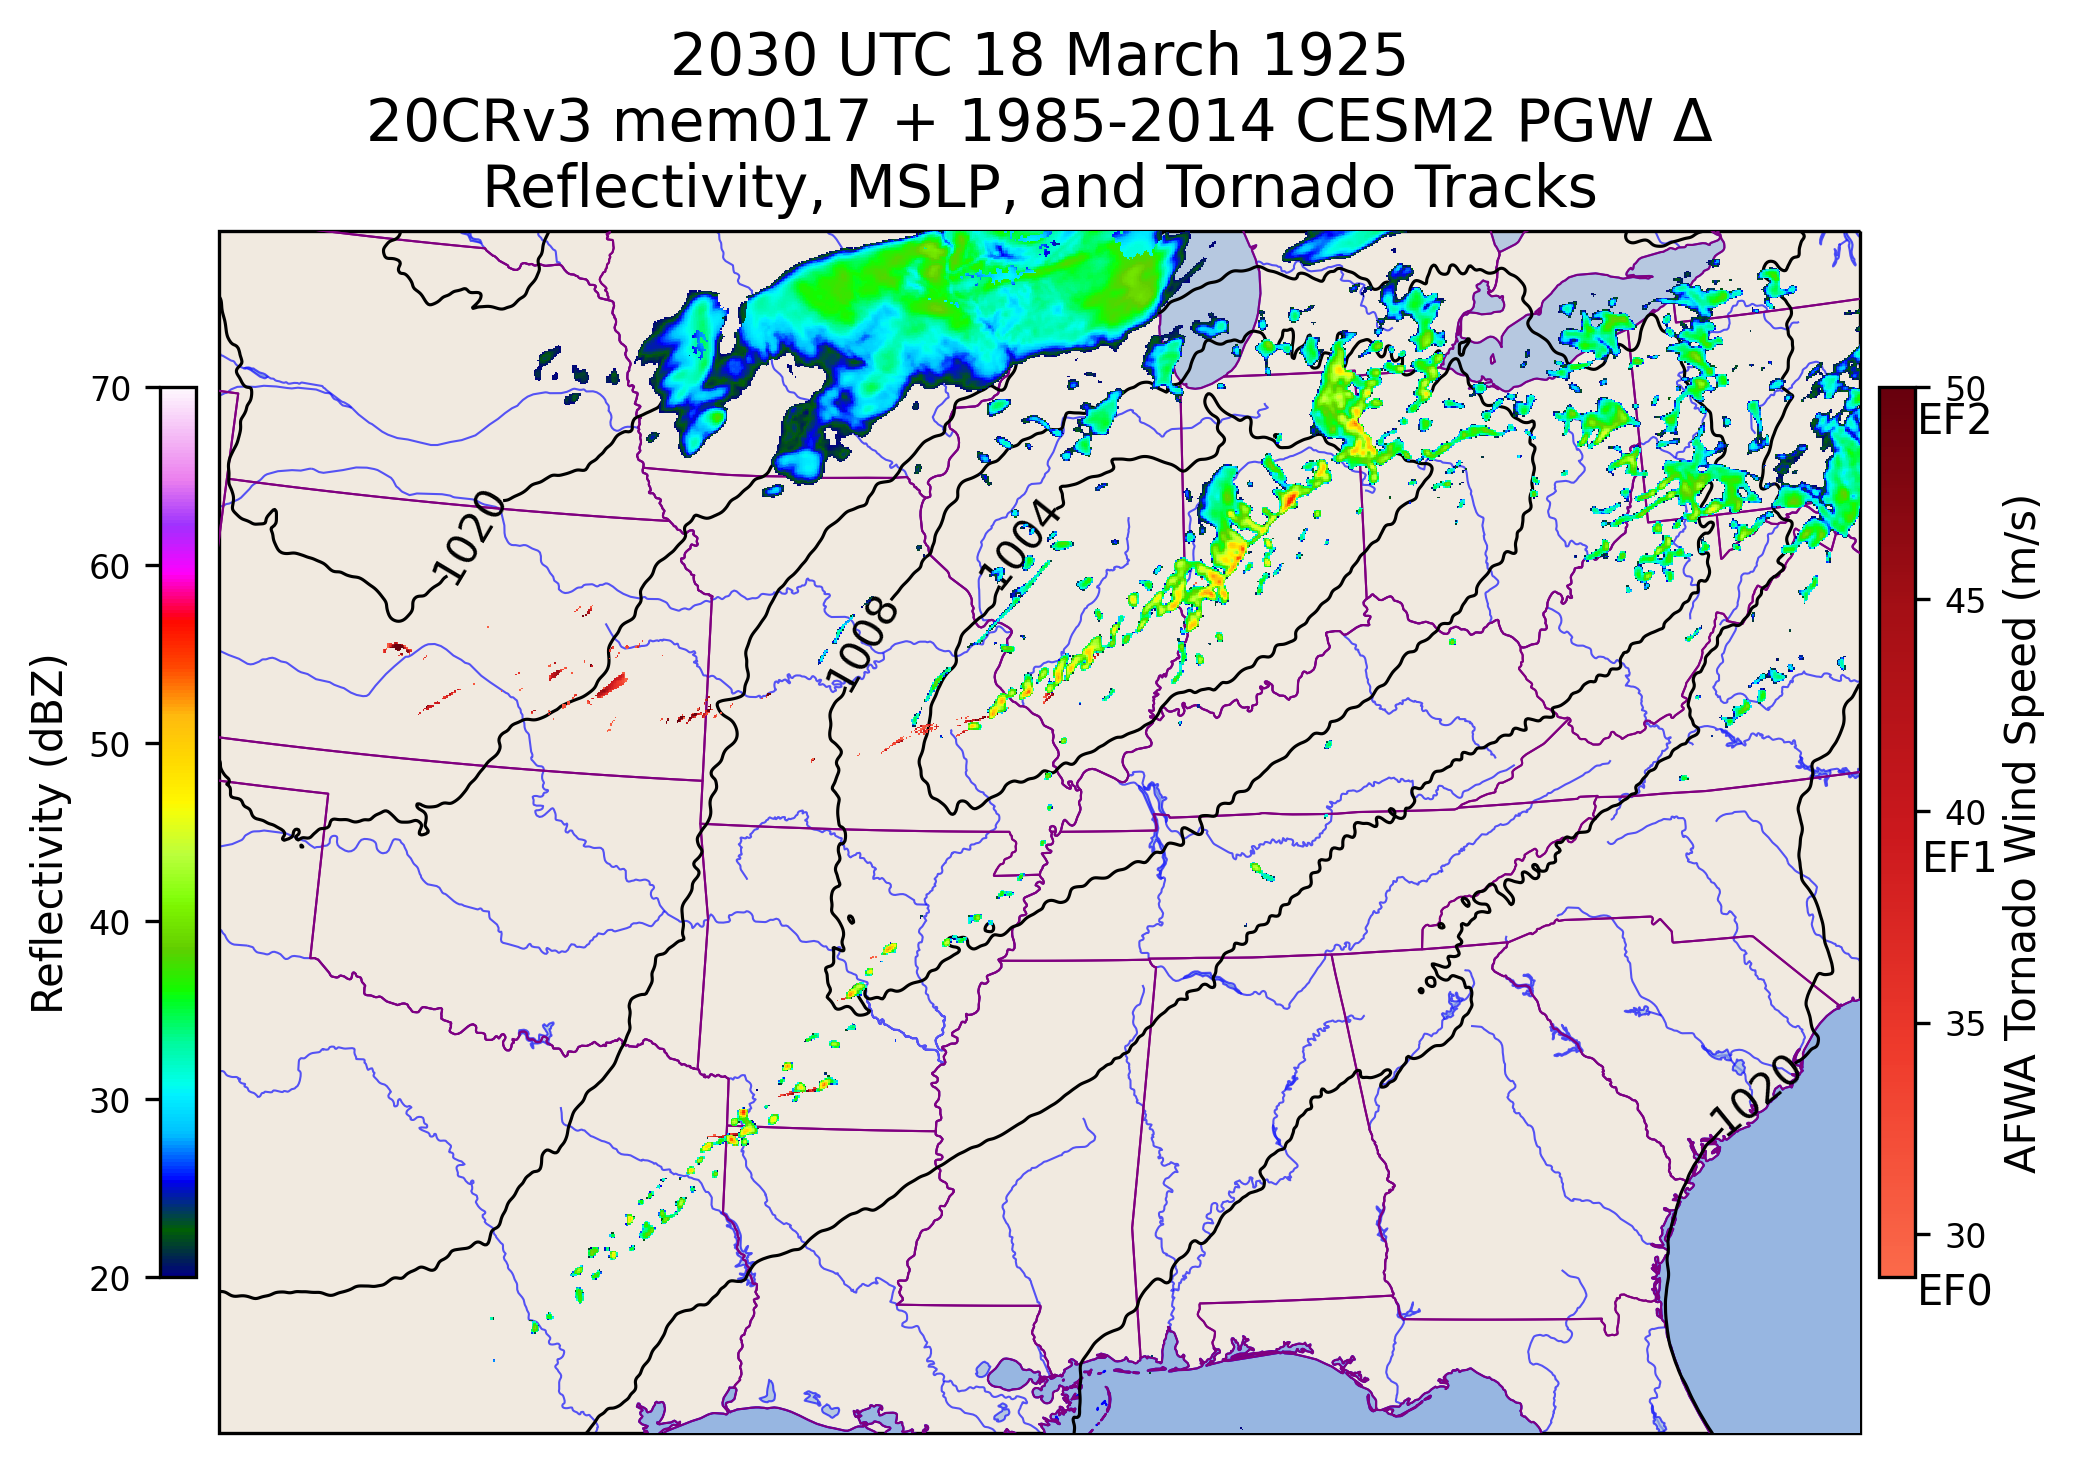 2030 UTC 18 March 1925
20CRv3 mem017 + 1985-2014 CESM2 PGW Δ
Reflectivity, MSLP, and Tornado Tracks
Reflectivity (dBZ)
70
60
50
40
30
20
1020
1004
1008
1020
50
EF2
45
40
EF1
35
30
EF0
AFWA Tornado Wind Speed (m/s)